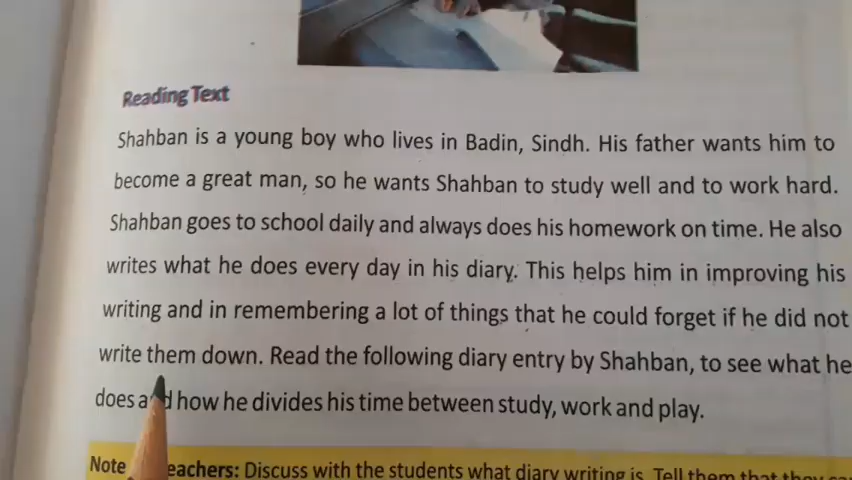 Reading Text
Shahban is a young boy who lives in Badin, Sindh. His father wants him to
become a great man, so he wants Shahban to study well and to work hard.
Shahban goes to school daily and always does his homework on time. He also
writes what he does every day in his diary. This helps him in improving his
writing and in remembering a lot of things that he could forget if he did not
write them down. Read the following diary entry by Shahban, to see what he
does and how he divides his time between study, work and play.
Note eachers: Discuss with the students what diary writing is. Tell them that they